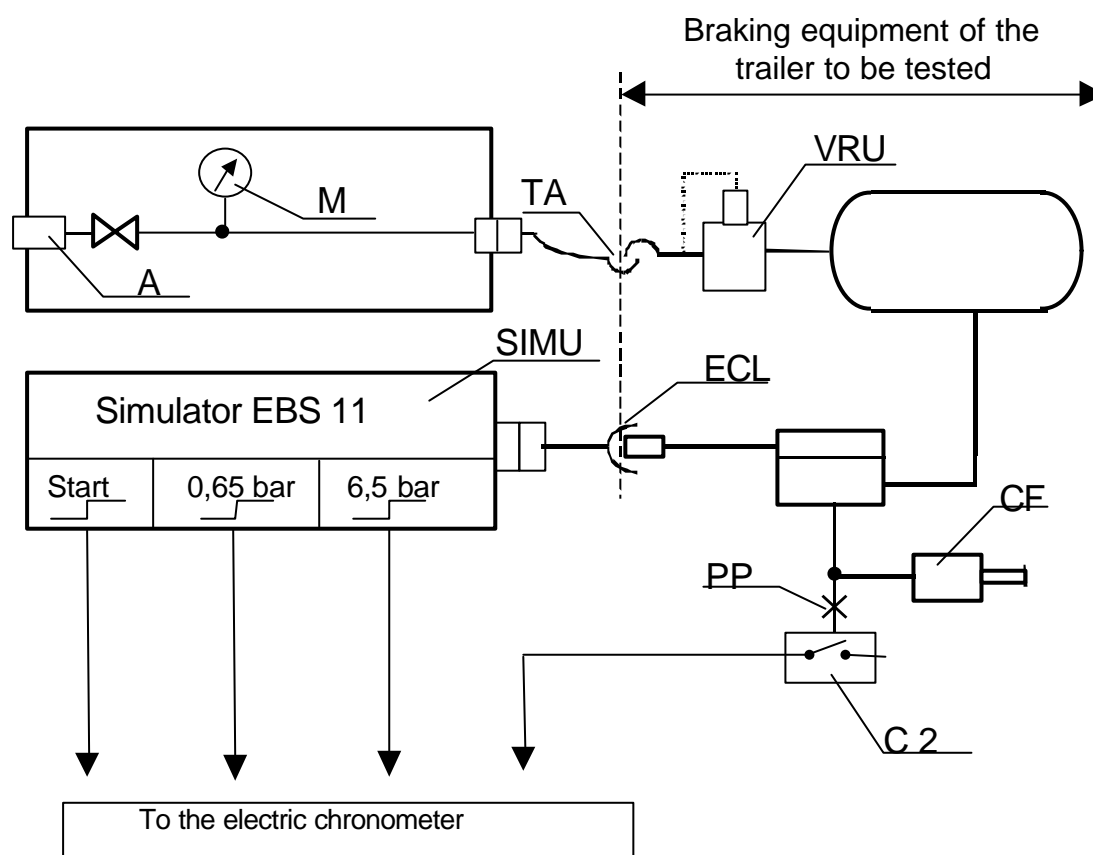 Braking equipment of the
trailer to be tested
VRU
M
TA
A
SIMU
ECL
Simulator EBS 11
Start
0,65 bar
6,5 bar
CF
PP
C 2
To the electric chronometer